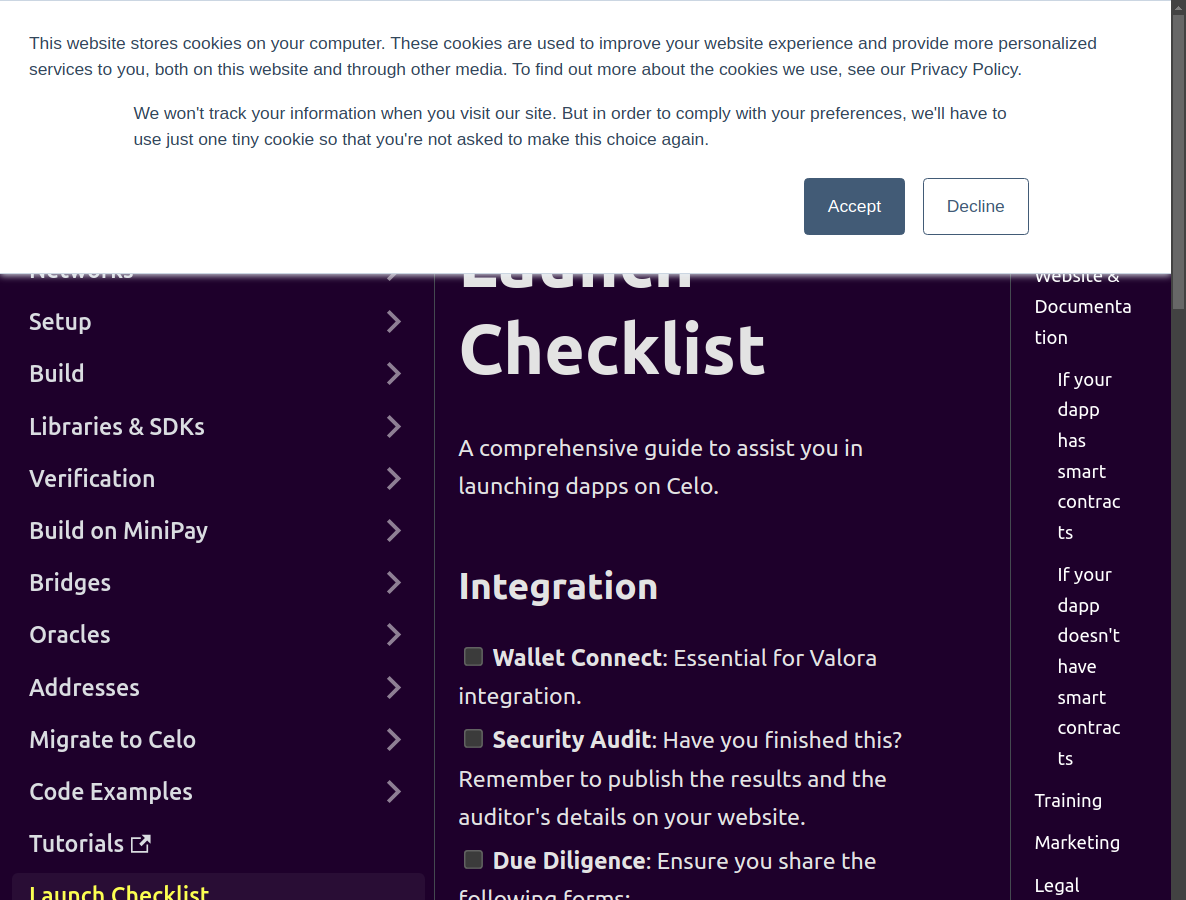 This website stores cookies on your computer. These cookies are used to improve your website experience and provide more personalized
services to you, both on this website and through other media. To find out more about the cookies we use, see our Privacy Policy.
We won't track your information when you visit our site. But in order to comply with your preferences, we'll have to
use just one tiny cookie so that you're not asked to make this choice again.
Accept
Decline
Networks
Setup
Build
Libraries & SDKs
Verification
Build on MiniPay
Bridges
Oracles
Addresses
Migrate to Celo
Code Examples
Tutorials
Launch Checklist
Launch
Checklist
A comprehensive guide to assist you in
launching dapps on Celo.
Integration
Wallet Connect: Essential for Valora
integration.
Security Audit: Have you finished this?
Remember to publish the results and the
auditor's details on your website.
Due Diligence: Ensure you share the
following forms:
Website &
Documenta
tion
If your
dapp
has
smart
contrac
ts
If your
dapp
doesn't
have
smart
contrac
ts
Training
Marketing
Legal